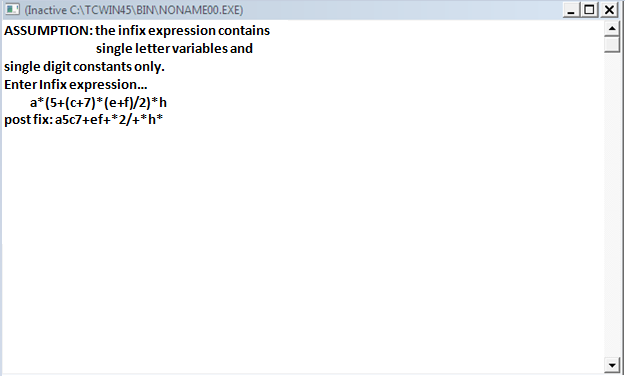 (Inactive C:\TCWIN45\BIN\NONAME00.EXE)
ASSUMPTION: the infix expression contains
single letter variables and
single digit constants only.
Enter Infix expression...
a*(5+(c+7)*(e+f)/2)*h
post fix: a5c7+ef+*2/+*h*